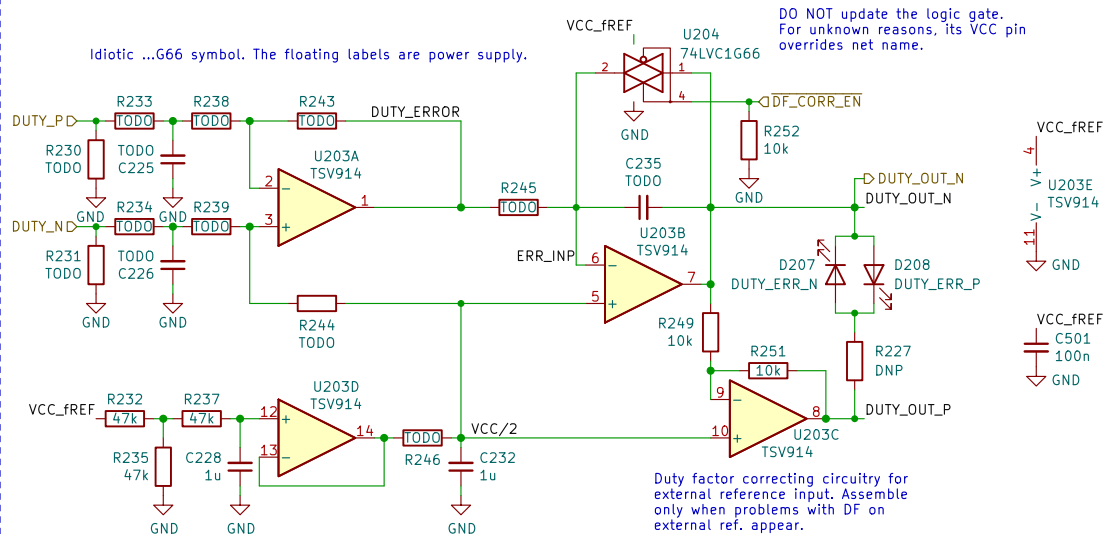 DO NOT update the logic gate.
For unknown reasons, its VCC pin
overrides net name.
Idiotic ...G66 symbol. The floating labels are power supply.
VCC_fREF
U204
74LVC1G66
2
1
4
GND
DF_CORR_EN
R252
10k
GND
DUTY_P
R233
TODO
R238
TODO
R243
TODO
DUTY_ERROR
R230
TODO
TODO
C225
GND
GND
U203A
TSV914
2
3
1
DUTY_N
R234
TODO
R239
TODO
R231
TODO
TODO
C226
GND
GND
R244
TODO
R245
TODO
C235
TODO
ERR_INP
U203B
TSV914
6
5
7
DUTY_OUT_N
DUTY_OUT_N
D207
DUTY_ERR_N
D208
DUTY_ERR_P
VCC_fREF
4
V+
V-
11
U203E
TSV914
GND
VCC_fREF
C501
100n
GND
R249
10k
R251
10k
R227
DNP
9
10
8
U203C
TSV914
DUTY_OUT_P
VCC_fREF
R232
47k
R237
47k
R235
47k
C228
1u
GND
GND
U203D
TSV914
12
13
14
TODO
R246
VCC/2
C232
1u
GND
Duty factor correcting circuitry for
external reference input. Assemble
only when problems with DF on
external ref. appear.